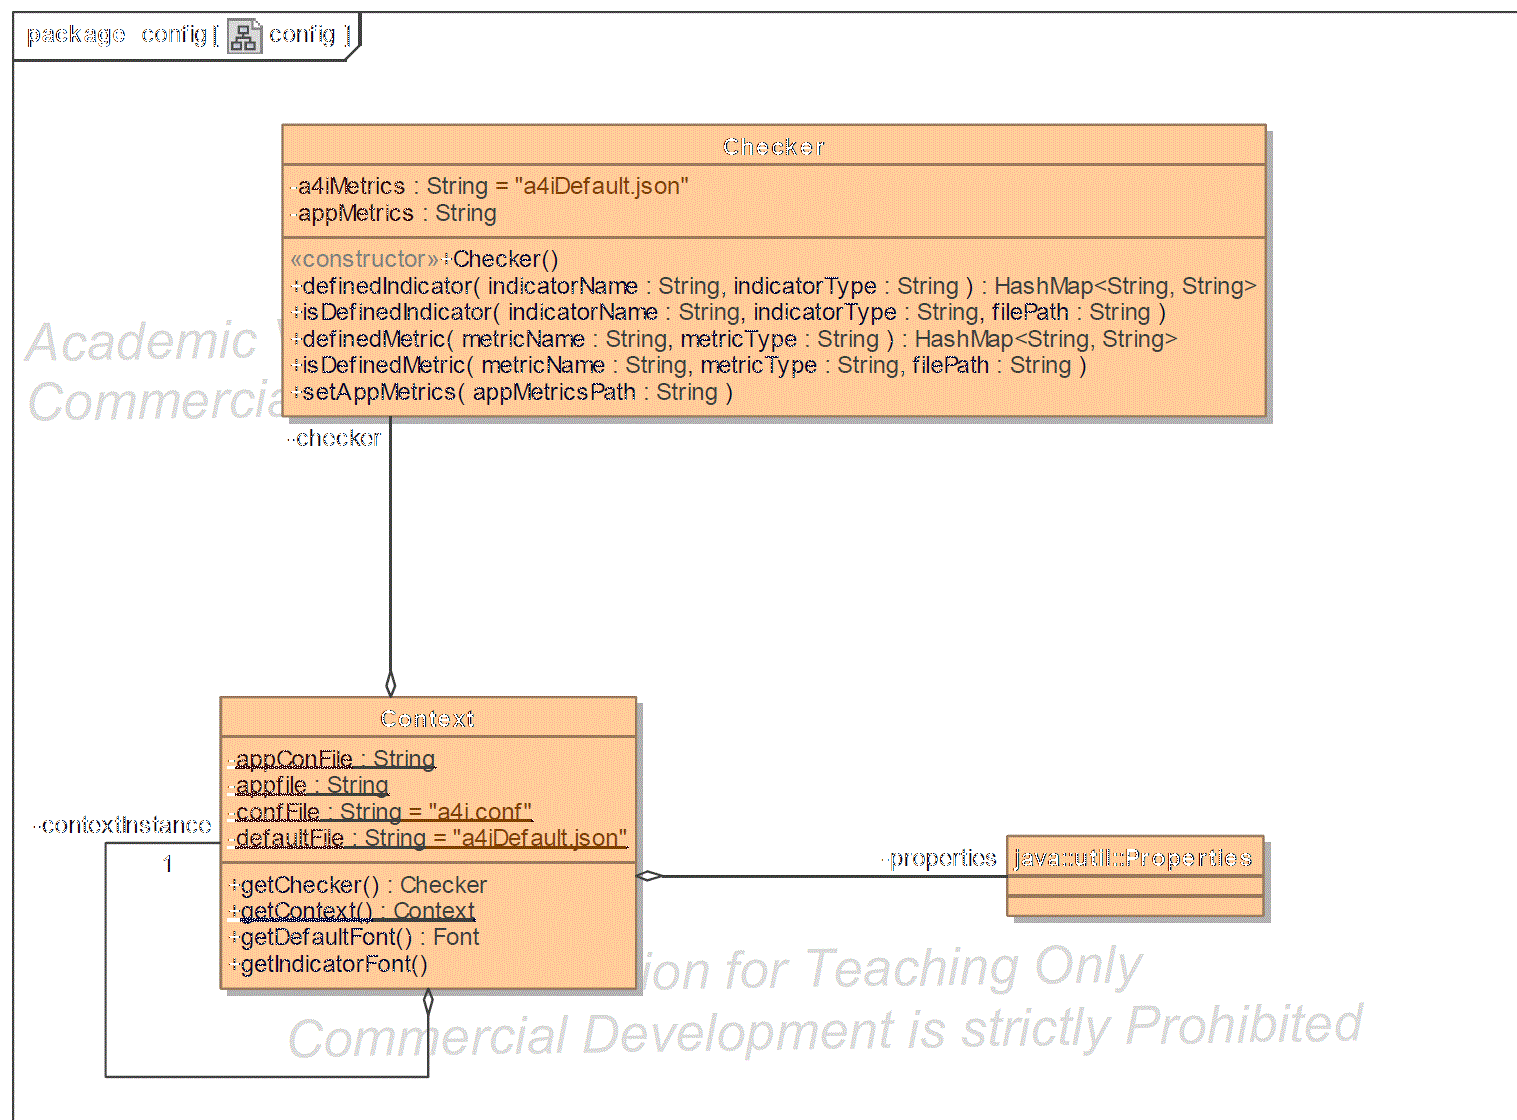 package config [ config ]
Checker
-a4iMetrics : String = "a4iDefault.json"
-appMetrics : String
«constructor»+Checker()
+definedIndicator( indicatorName : String, indicatorType : String ) : HashMap<String, String>
+isDefinedIndicator( indicatorName : String, indicatorType : String, filePath : String )
+definedMetric( metricName : String, metricType : String ) : HashMap<String, String>
+isDefinedMetric( metricName : String, metricType : String, filePath : String )
+setAppMetrics( appMetricsPath : String )
Academic
Commercia
-checker
Context
-appConFile : String
-appfile : String
-confFile : String = "a4i.conf"
-defaultFile : String = "a4iDefault.json"
+getChecker() : Checker
+getContext() : Context
+getDefaultFont() : Font
+getIndicatorFont()
-contextInstance
1
-properties
java::util::Properties
ion for Teaching Only
Commercial Development is strictly Prohibited